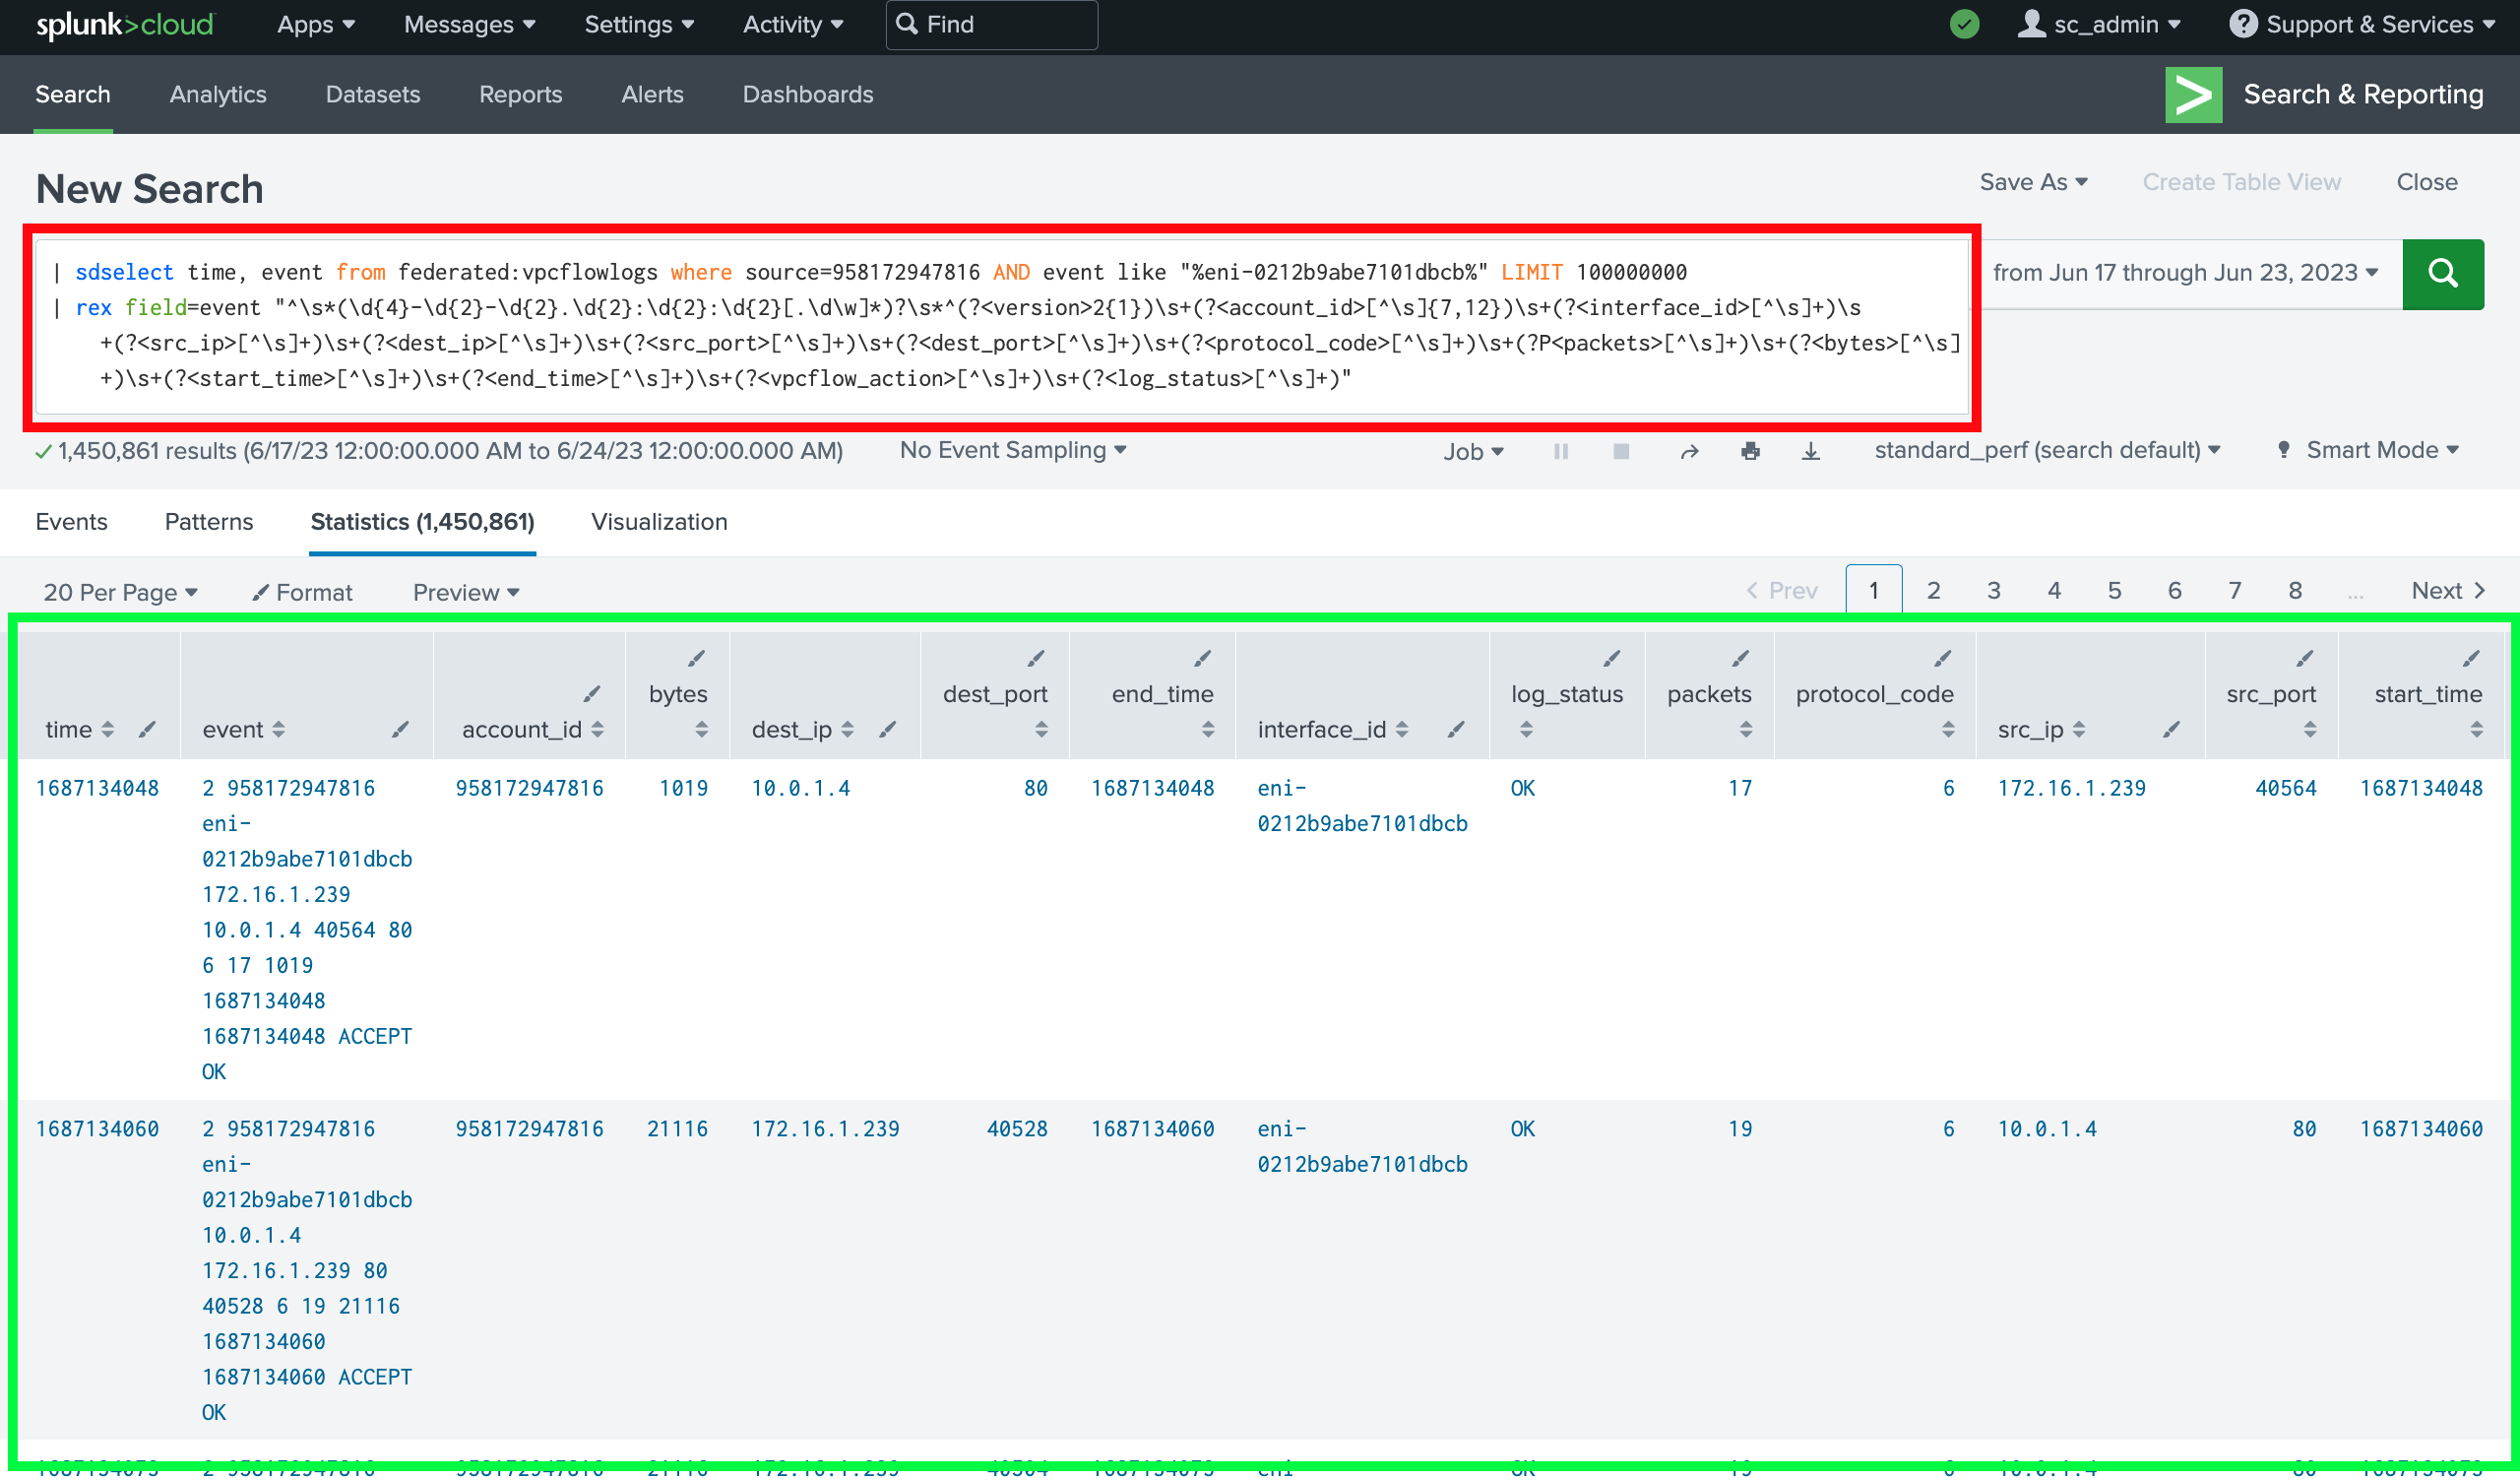 splunk>cloud Apps Messages Settings Activity Find sc_admin Support & Services
Search Analytics Datasets Reports Alerts Dashboards Search & Reporting
New Search
Save As Create Table View Close
| sdselect time, event from federated:vpcflowlogs where source=958172947816 AND event like "%eni-0212b9abe7101dbcb%" LIMIT 100000000
| rex field=event "^\s*(\d{4}-\d{2}-\d{2}.\d{2}:\d{2}:\d{2}[.\d\w]*)?\s*^(?<version>2{1})\s+(?<account_id>[^\s]{7,12})\s+(?<interface_id>[^\s]+)\s
+(?<src_ip>[^\s]+)\s+(?<dest_ip>[^\s]+)\s+(?<src_port>[^\s]+)\s+(?<dest_port>[^\s]+)\s+(?<protocol_code>[^\s]+)\s+(?P<packets>[^\s]+)\s+(?<bytes>[^\s]
+)\s+(?<start_time>[^\s]+)\s+(?<end_time>[^\s]+)\s+(?<vpcflow_action>[^\s]+)\s+(?<log_status>[^\s]+)"
from Jun 17 through Jun 23, 2023
1,450,861 results (6/17/23 12:00:00.000 AM to 6/24/23 12:00:00.000 AM) No Event Sampling Job standard_perf (search default) Smart Mode
Events Patterns Statistics (1,450,861) Visualization
20 Per Page Format Preview < Prev 1 2 3 4 5 6 7 8 ... Next >
time event account_id bytes dest_ip dest_port end_time interface_id log_status packets protocol_code src_ip src_port start_time
1687134048 2 958172947816 958172947816 1019 10.0.1.4 80 1687134048 eni- OK 17 6 172.16.1.239 40564 1687134048
eni- 0212b9abe7101dbcb
0212b9abe7101dbcb
172.16.1.239
10.0.1.4 40564 80
6 17 1019
1687134048
1687134048 ACCEPT
OK
1687134060 2 958172947816 958172947816 21116 172.16.1.239 40528 1687134060 eni- OK 19 6 10.0.1.4 80 1687134060
eni- 0212b9abe7101dbcb
0212b9abe7101dbcb
10.0.1.4
172.16.1.239 80
40528 6 19 21116
1687134060
1687134060 ACCEPT
OK